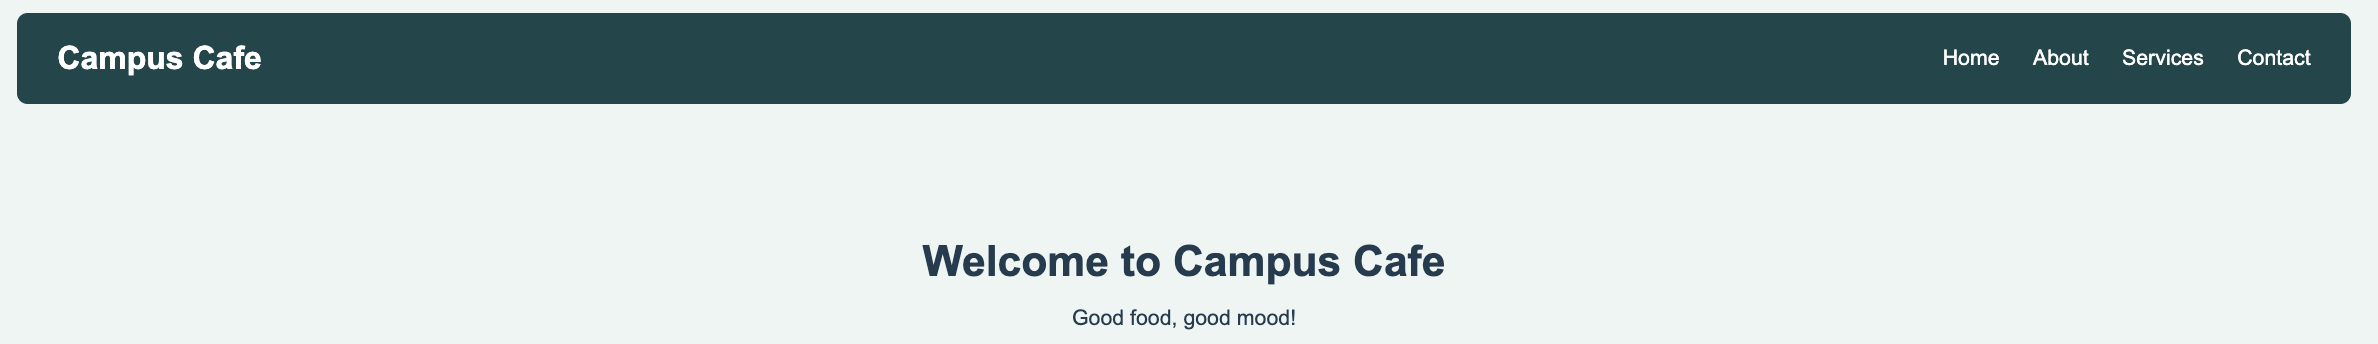 Campus Cafe
Home About Services Contact
Welcome to Campus Cafe
Good food, good mood!